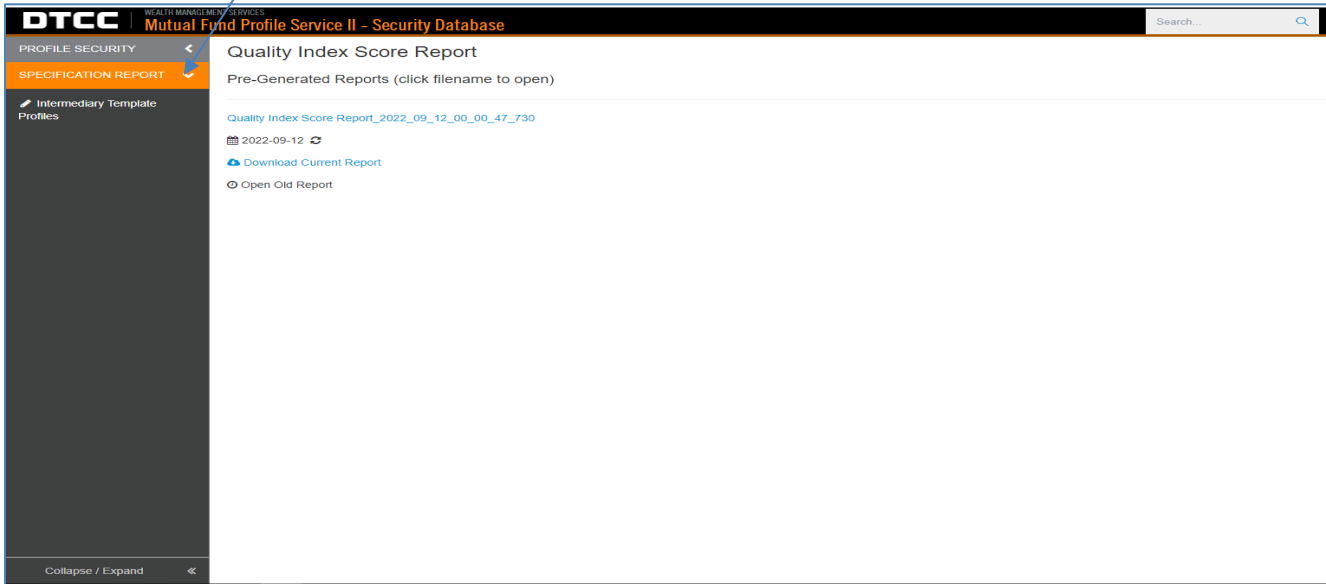 DTCC
WEALTH MANAGEMENT SERVICES
Mutual Fund Profile Service II – Security Database
Search...
PROFILE SECURITY
SPECIFICATION REPORT
Intermediary Template
Profiles
Quality Index Score Report
Pre-Generated Reports (click filename to open)
Quality Index Score Report_2022_09_12_00_00_47_730
2022-09-12
Download Current Report
Open Old Report
Collapse / Expand